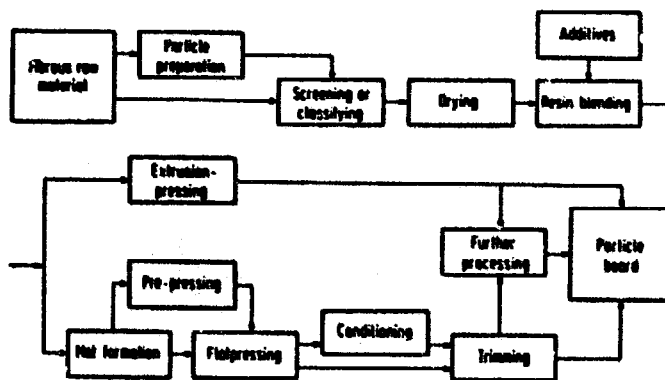 Additives
Particle
preparation
Fibrous raw
material
Screening or
classifying
Drying
Resin blending
Extrusion-
pressing
Further
processing
Particle
board
Pre-pressing
Conditioning
Mat formation
Flatpressing
Trimming